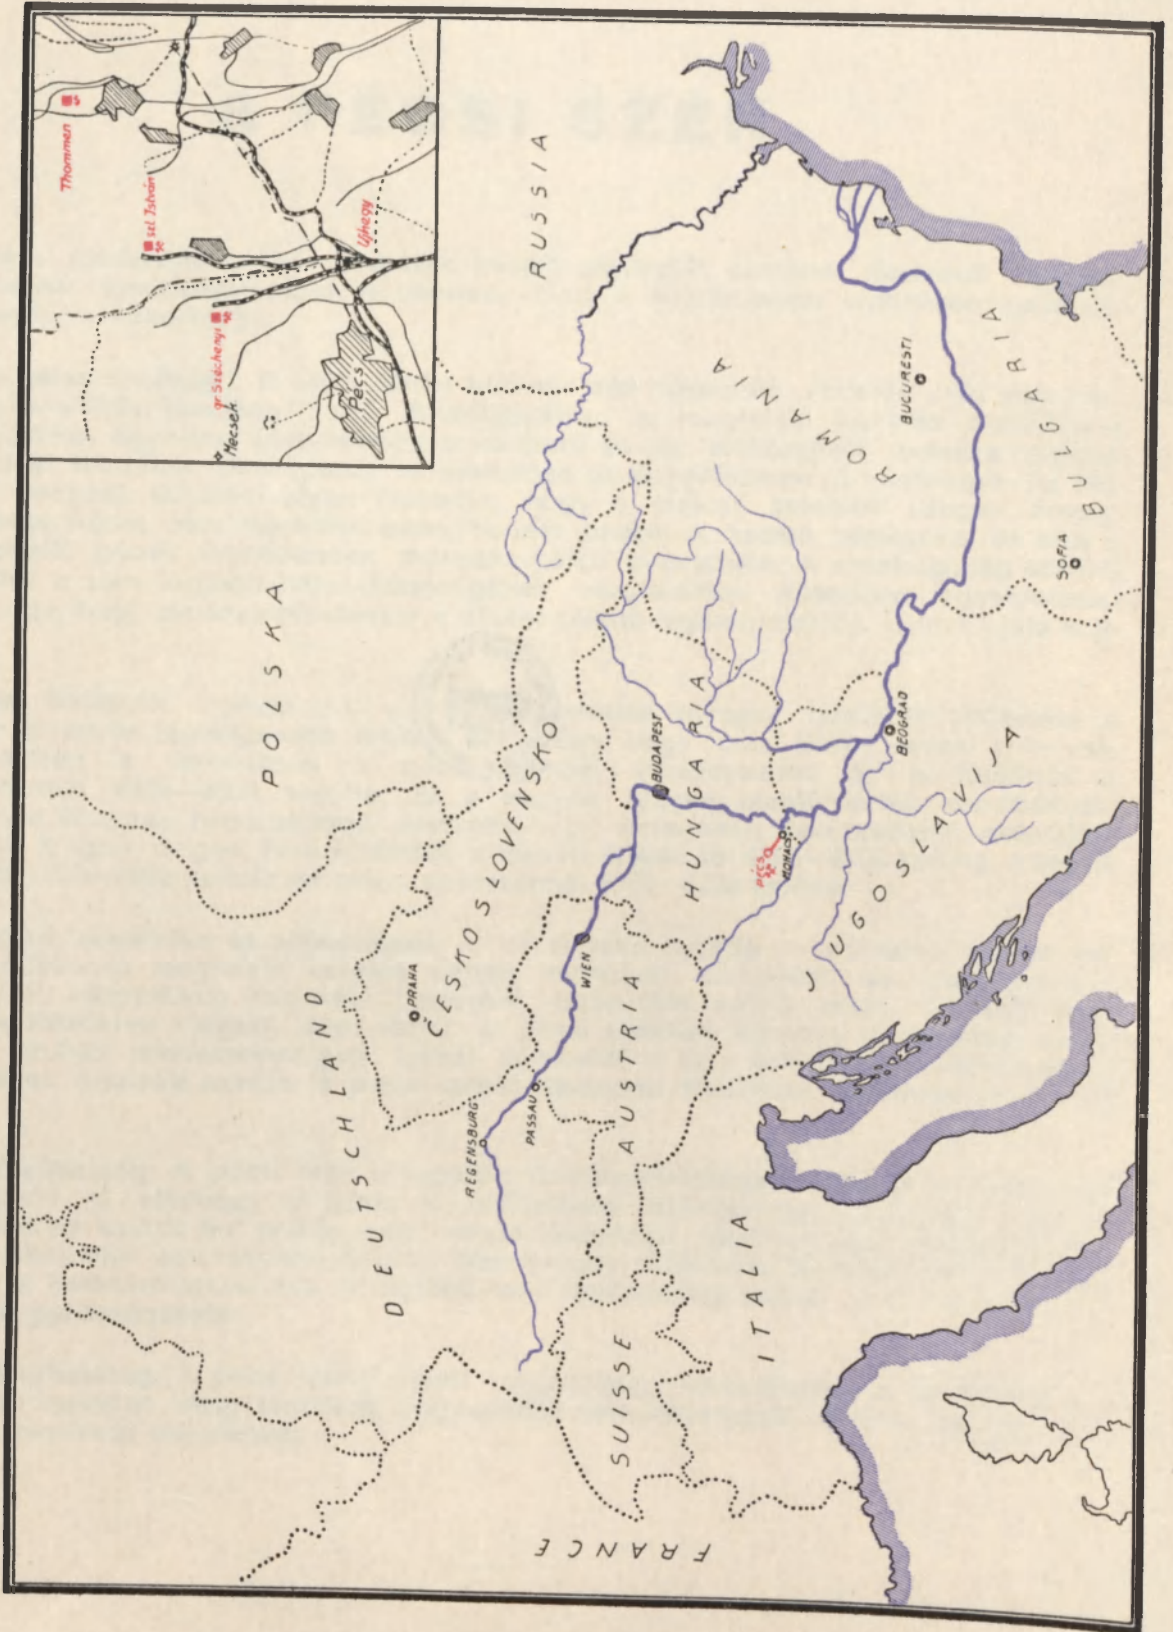 Thommen
szt. István
gr. Széchenyi
Ujhegy
Pécs
Mecsek
RUSSIA
POLSKA
DEUTSCHLAND
ČESKOSLOVENSKO
PRAHA
REGENSBURG
PASSAU
WIEN
AUSTRIA
BUDAPEST
HUNGARIA
PÉCS
MOHÁCS
ROMANIA
BUCURESTI
BULGARIA
SOFIA
BEOGRAD
JUGOSLAVIJA
ITALIA
SUISSE
FRANCE